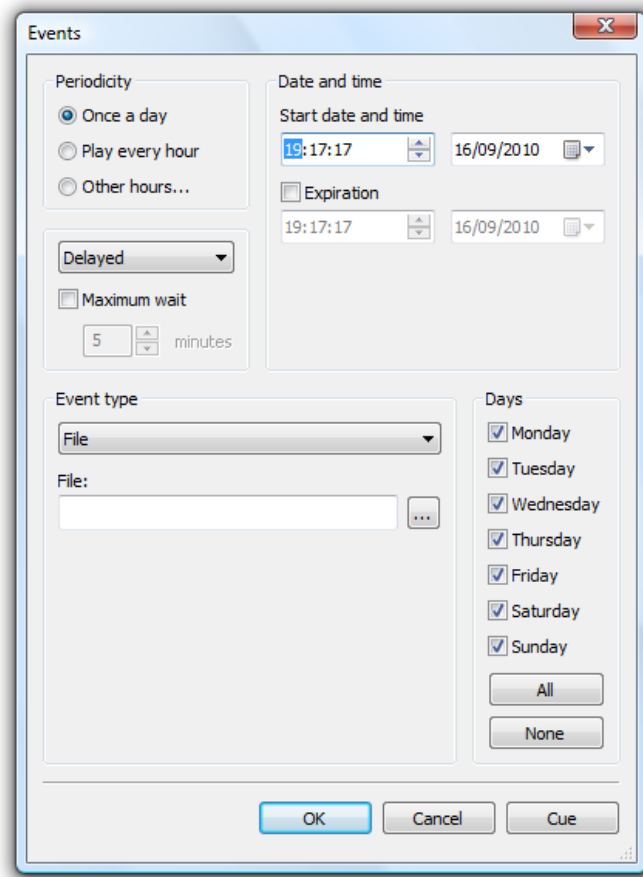 Events
Periodicity
Once a day
Play every hour
Other hours...
Delayed
Maximum wait
5 minutes
Date and time
Start date and time
19:17:17 16/09/2010
Expiration
19:17:17 16/09/2010
Event type
File
File:
...
Days
Monday
Tuesday
Wednesday
Thursday
Friday
Saturday
Sunday
All
None
OK Cancel Cue